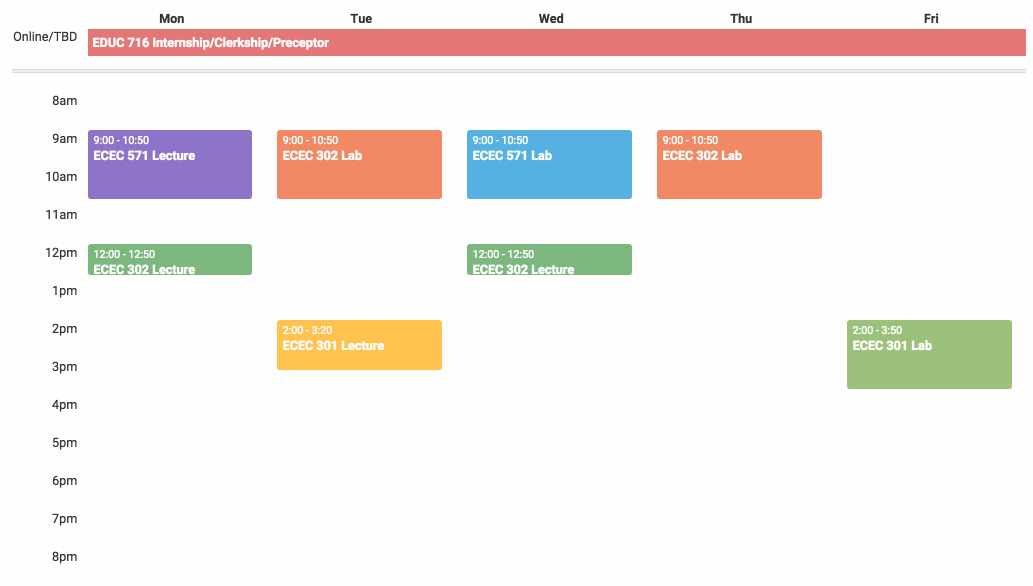 Mon Tue Wed Thu Fri
Online/TBD EDUC 716 Internship/Clerkship/Preceptor
8am
9am
9:00 - 10:50 9:00 - 10:50 9:00 - 10:50 9:00 - 10:50
ECEC 571 Lecture ECEC 302 Lab ECEC 571 Lab ECEC 302 Lab
10am
11am
12pm
12:00 - 12:50 12:00 - 12:50
ECEC 302 Lecture ECEC 302 Lecture
1pm
2pm
2:00 - 3:20 2:00 - 3:50
ECEC 301 Lecture ECEC 301 Lab
3pm
4pm
5pm
6pm
7pm
8pm